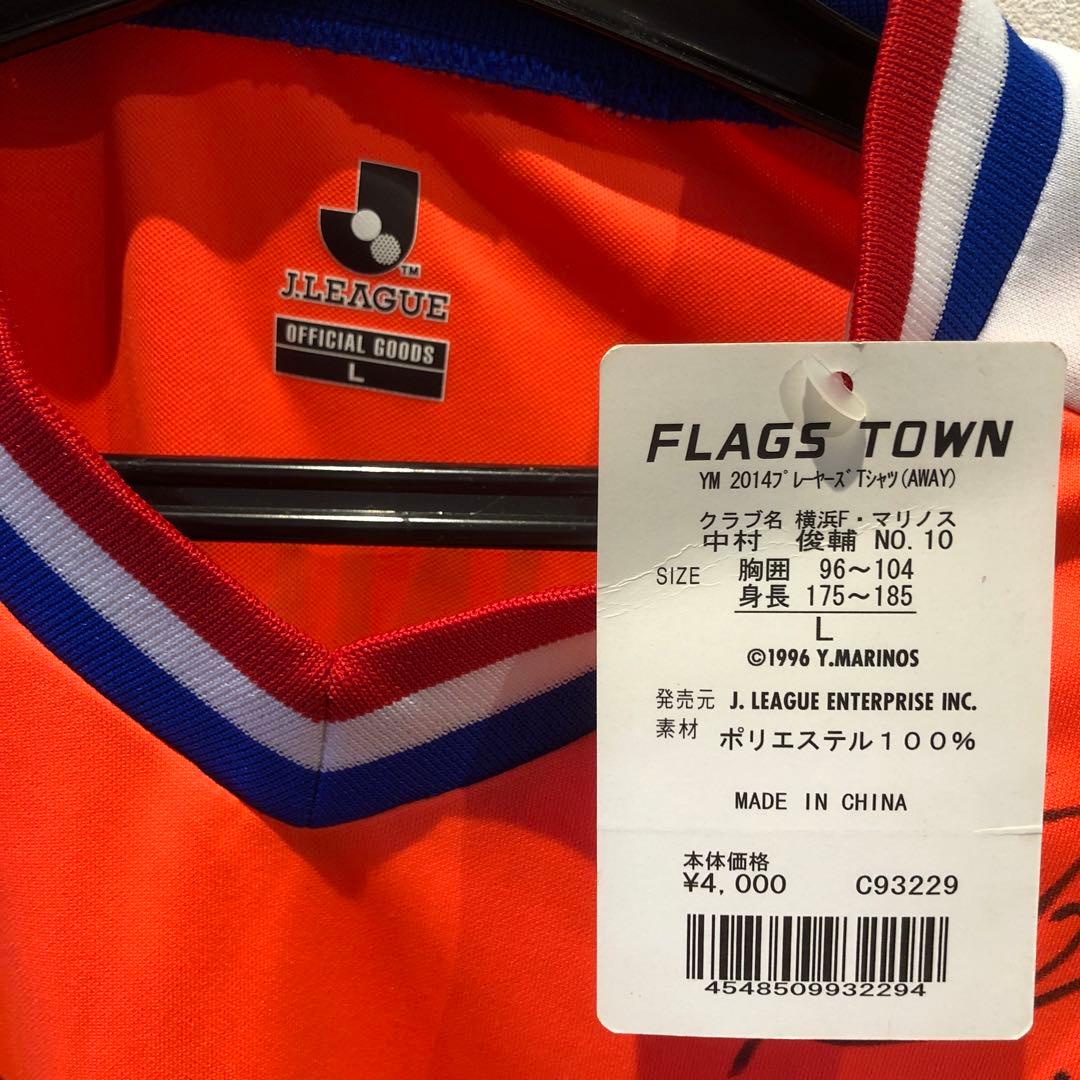 J.LEAGUE
TM
OFFICIAL GOODS
L
FLAGS TOWN
YM 2014プレーヤーズTシャツ(AWAY)
クラブ名 横浜F・マリノス
中村 俊輔 NO.10
SIZE 胸囲 96〜104
身長 175〜185
L
©1996 Y.MARINOS
発売元 J. LEAGUE ENTERPRISE INC.
素材 ポリエステル100%
MADE IN CHINA
本体価格
¥4,000 C93229
4548509932294